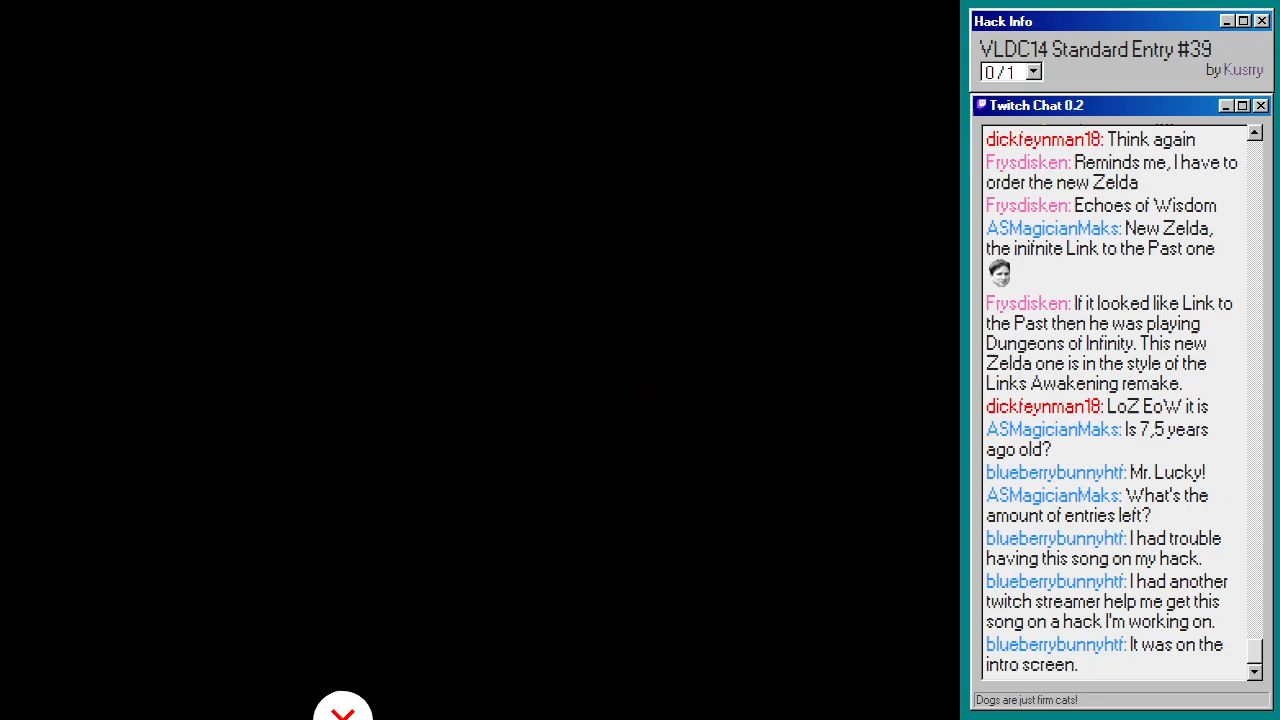 Hack Info
VLDC14 Standard Entry #39
0/1
by Kusrry
Twitch Chat 0.2
dickfeynman18: Think again
Frysdisken: Reminds me, I have to
order the new Zelda
Frysdisken: Echoes of Wisdom
ASMagicianMaks: New Zelda,
the inifnite Link to the Past one
Frysdisken: If it looked like Link to
the Past then he was playing
Dungeons of Infinity. This new
Zelda one is in the style of the
Links Awakening remake.
dickfeynman18: LoZ EoW it is
ASMagicianMaks: Is 7,5 years
ago old?
blueberrybunnyhtf: Mr. Lucky!
ASMagicianMaks: What's the
amount of entries left?
blueberrybunnyhtf: I had trouble
having this song on my hack.
blueberrybunnyhtf: I had another
twitch streamer help me get this
song on a hack I'm working on.
blueberrybunnyhtf: It was on the
intro screen.
Dogs are just firm cats!